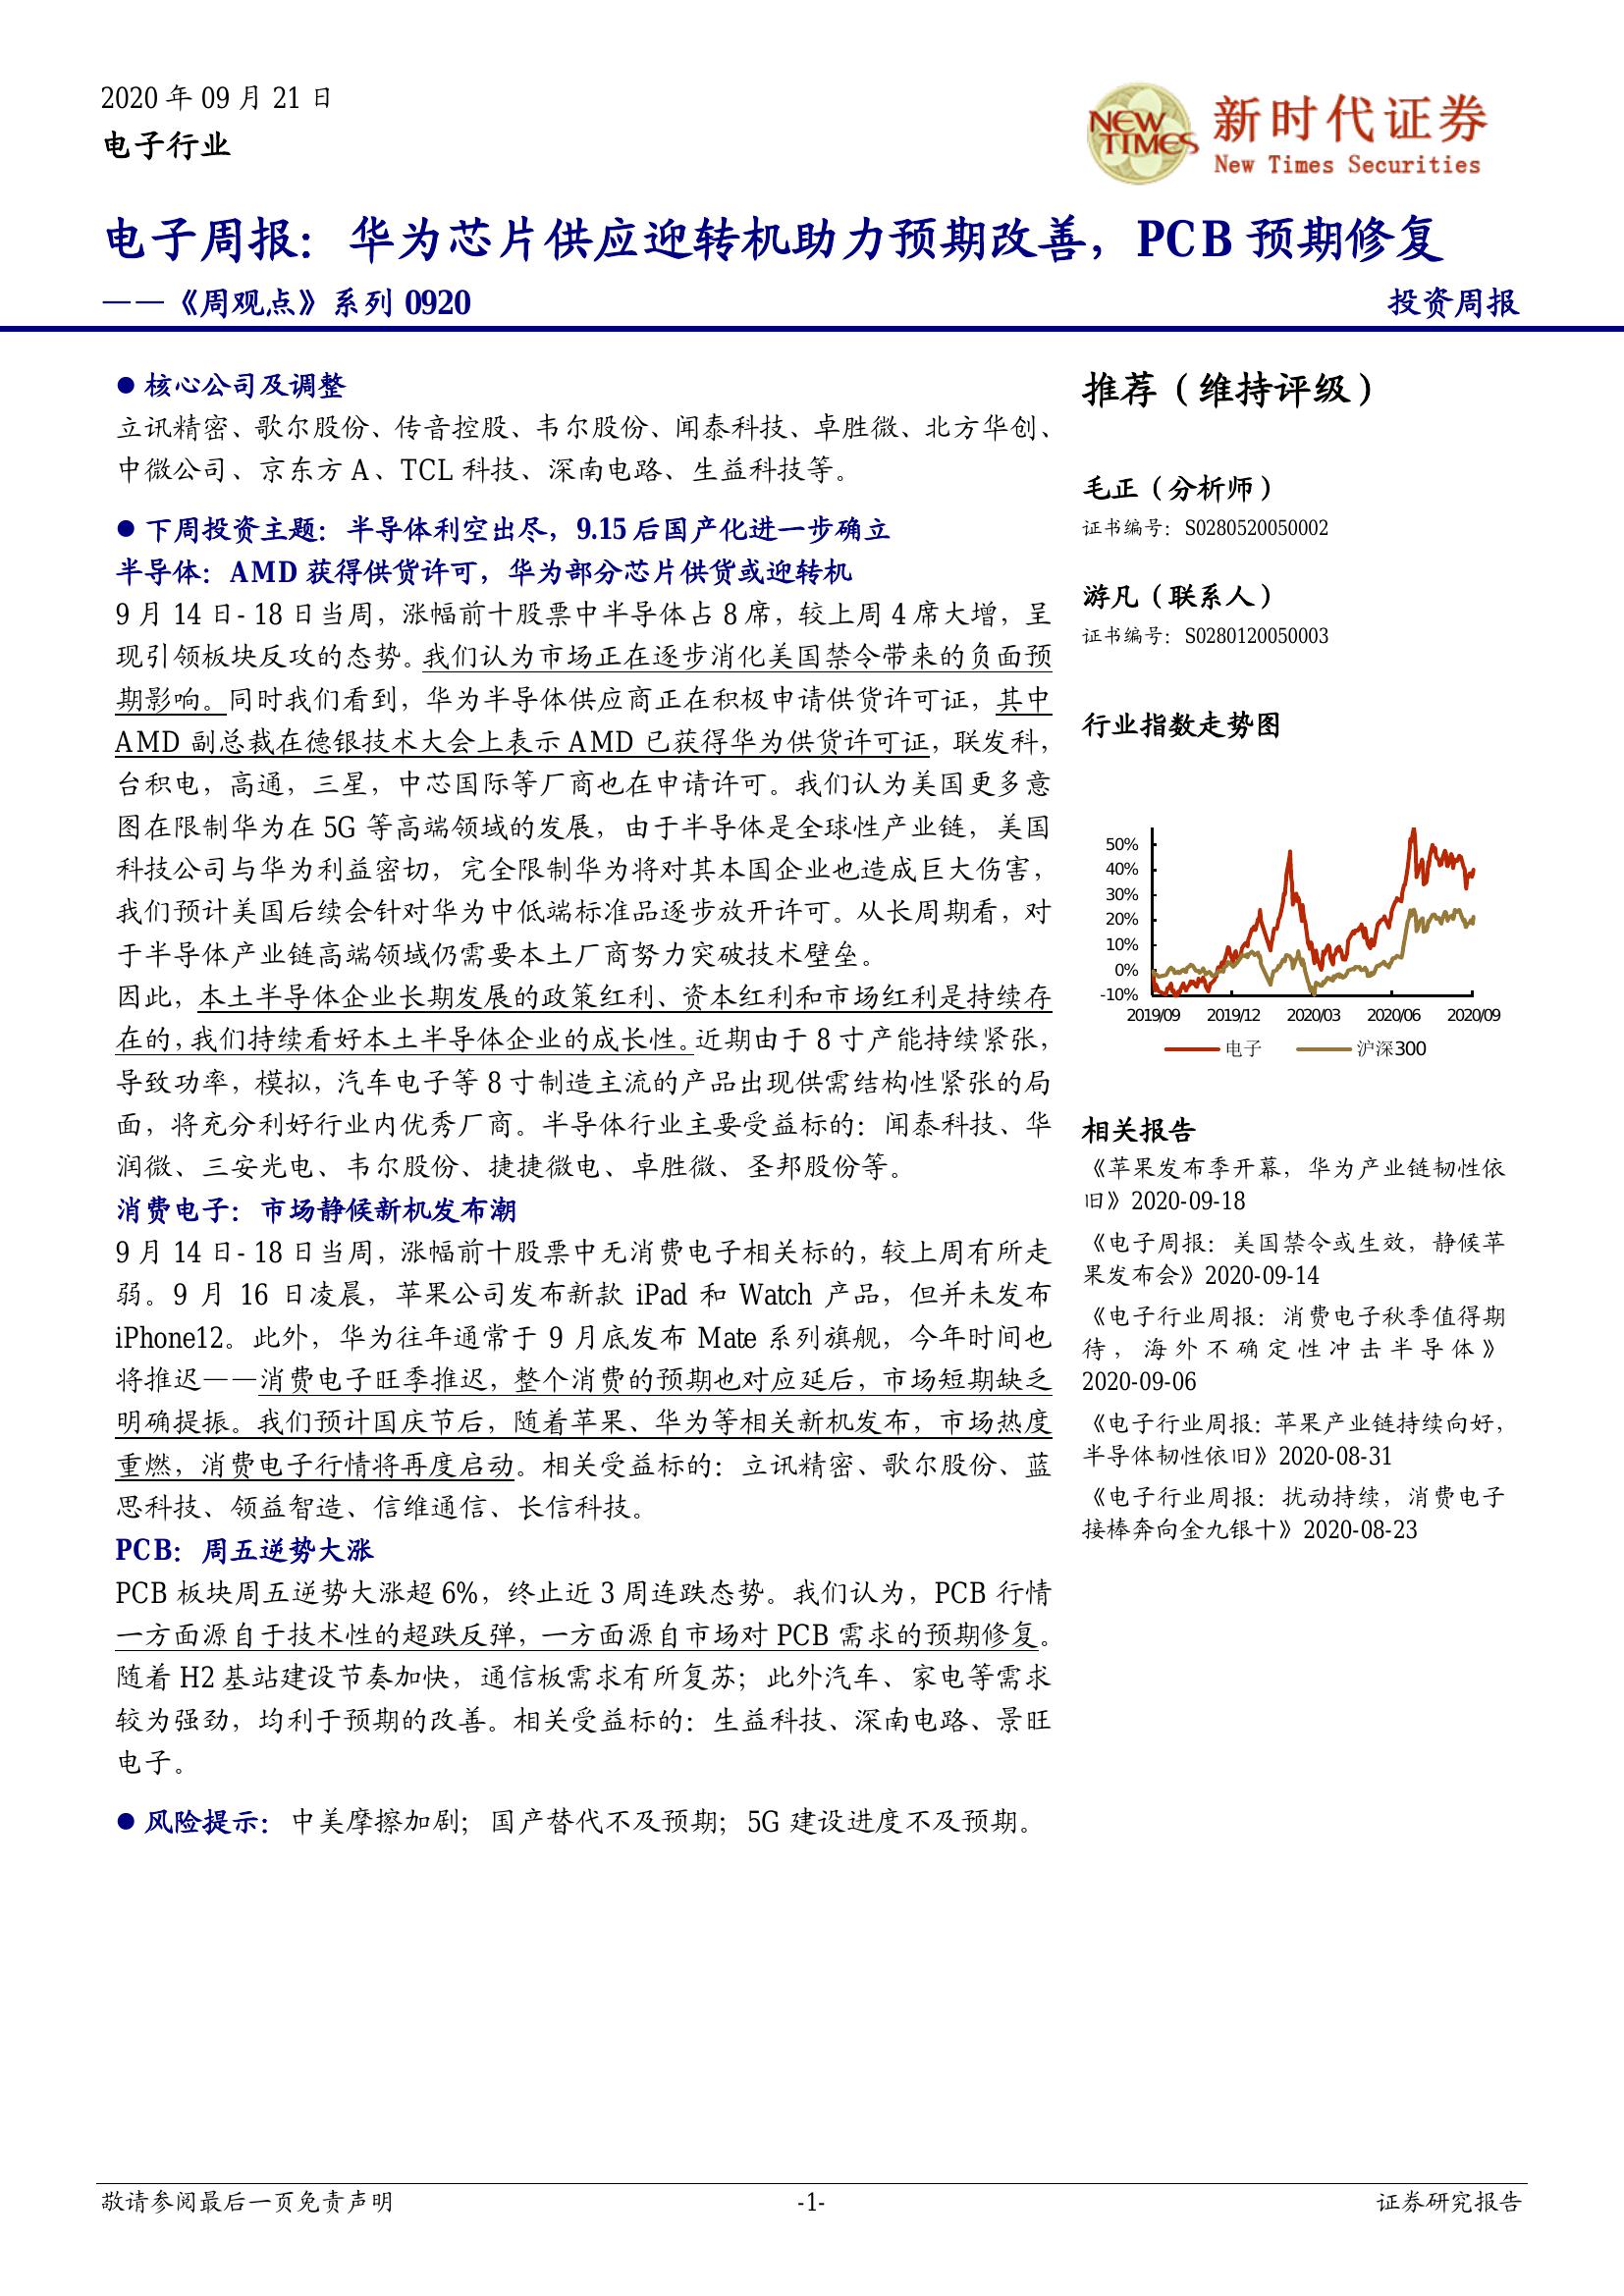 2020 年 09 月 21 日
电子行业
NEW TIMES
新时代证券
New Times Securities
电子周报：华为芯片供应迎转机助力预期改善，PCB 预期修复
——《周观点》系列 0920
投资周报
● 核心公司及调整
立讯精密、歌尔股份、传音控股、韦尔股份、闻泰科技、卓胜微、北方华创、
中微公司、京东方 A、TCL 科技、深南电路、生益科技等。
● 下周投资主题：半导体利空出尽，9.15 后国产化进一步确立
半导体：AMD 获得供货许可，华为部分芯片供货或迎转机
9 月 14 日- 18 日当周，涨幅前十股票中半导体占 8 席，较上周 4 席大增，呈
现引领板块反攻的态势。我们认为市场正在逐步消化美国禁令带来的负面预
期影响。同时我们看到，华为半导体供应商正在积极申请供货许可证，其中
AMD 副总裁在德银技术大会上表示 AMD 已获得华为供货许可证，联发科，
台积电，高通，三星，中芯国际等厂商也在申请许可。我们认为美国更多意
图在限制华为在 5G 等高端领域的发展，由于半导体是全球性产业链，美国
科技公司与华为利益密切，完全限制华为将对其本国企业也造成巨大伤害，
我们预计美国后续会针对华为中低端标准品逐步放开许可。从长周期看，对
于半导体产业链高端领域仍需要本土厂商努力突破技术壁垒。
因此，本土半导体企业长期发展的政策红利、资本红利和市场红利是持续存
在的，我们持续看好本土半导体企业的成长性。近期由于 8 寸产能持续紧张，
导致功率，模拟，汽车电子等 8 寸制造主流的产品出现供需结构性紧张的局
面，将充分利好行业内优秀厂商。半导体行业主要受益标的：闻泰科技、华
润微、三安光电、韦尔股份、捷捷微电、卓胜微、圣邦股份等。
消费电子：市场静候新机发布潮
9 月 14 日- 18 日当周，涨幅前十股票中无消费电子相关标的，较上周有所走
弱。9 月 16 日凌晨，苹果公司发布新款 iPad 和 Watch 产品，但并未发布
iPhone12。此外，华为往年通常于 9 月底发布 Mate 系列旗舰，今年时间也
将推迟——消费电子旺季推迟，整个消费的预期也对应延后，市场短期缺乏
明确提振。我们预计国庆节后，随着苹果、华为等相关新机发布，市场热度
重燃，消费电子行情将再度启动。相关受益标的：立讯精密、歌尔股份、蓝
思科技、领益智造、信维通信、长信科技。
PCB：周五逆势大涨
PCB 板块周五逆势大涨超 6%，终止近 3 周连跌态势。我们认为，PCB 行情
一方面源自于技术性的超跌反弹，一方面源自市场对 PCB 需求的预期修复。
随着 H2 基站建设节奏加快，通信板需求有所复苏；此外汽车、家电等需求
较为强劲，均利于预期的改善。相关受益标的：生益科技、深南电路、景旺
电子。
● 风险提示：中美摩擦加剧；国产替代不及预期；5G 建设进度不及预期。
推荐（维持评级）
毛正（分析师）
证书编号：S0280520050002
游凡（联系人）
证书编号：S0280120050003
行业指数走势图
50%
40%
30%
20%
10%
0%
-10%
2019/09 2019/12 2020/03 2020/06 2020/09
电子 沪深300
相关报告
《苹果发布季开幕，华为产业链韧性依
旧》2020-09-18
《电子周报：美国禁令或生效，静候苹
果发布会》2020-09-14
《电子行业周报：消费电子秋季值得期
待，海外不确定性冲击半导体》
2020-09-06
《电子行业周报：苹果产业链持续向好，
半导体韧性依旧》2020-08-31
《电子行业周报：扰动持续，消费电子
接棒奔向金九银十》2020-08-23
敬请参阅最后一页免责声明
-1-
证券研究报告